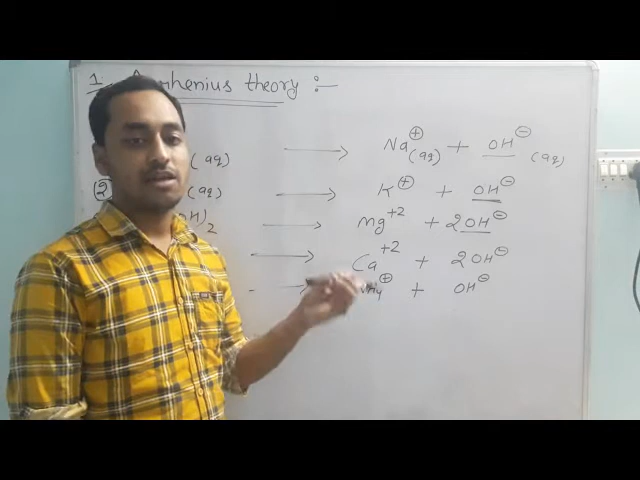 1. Arrhenius theory :-
(aq) ⟶ Na⊕(aq) + OH⊖ (aq)
2 (aq) ⟶ K⊕ + OH⊖
H)2 ⟶ Mg+2 + 2OH⊖
⟶ Ca+2 + 2OH⊖
⟶ NH4⊕ + OH⊖